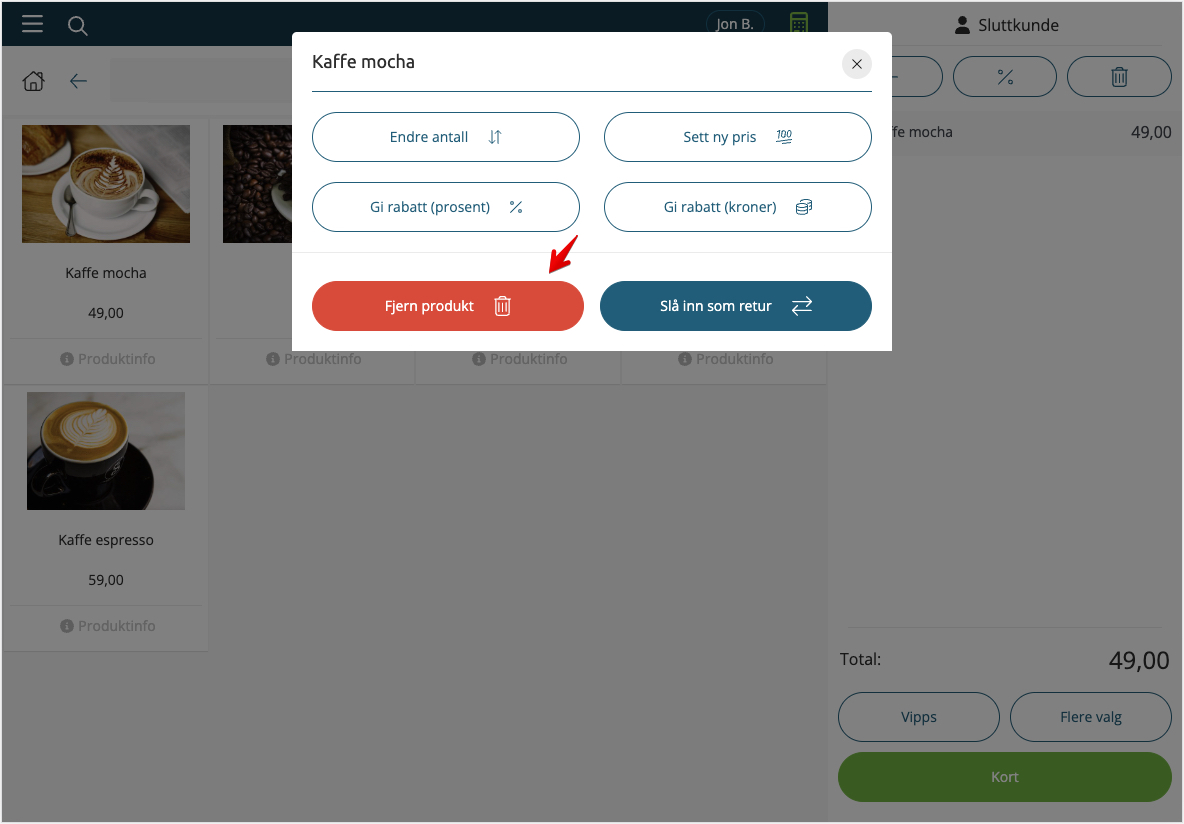 Jon B.
Sluttkunde
Kaffe mocha
Endre antall
Sett ny pris 100
Gi rabatt (prosent) %
Gi rabatt (kroner)
Fjern produkt
Slå inn som retur
%
mocha 49,00
Kaffe mocha
49,00
Produktinfo
Produktinfo
Produktinfo
Produktinfo
Kaffe espresso
59,00
Produktinfo
Total: 49,00
Vipps
Flere valg
Kort